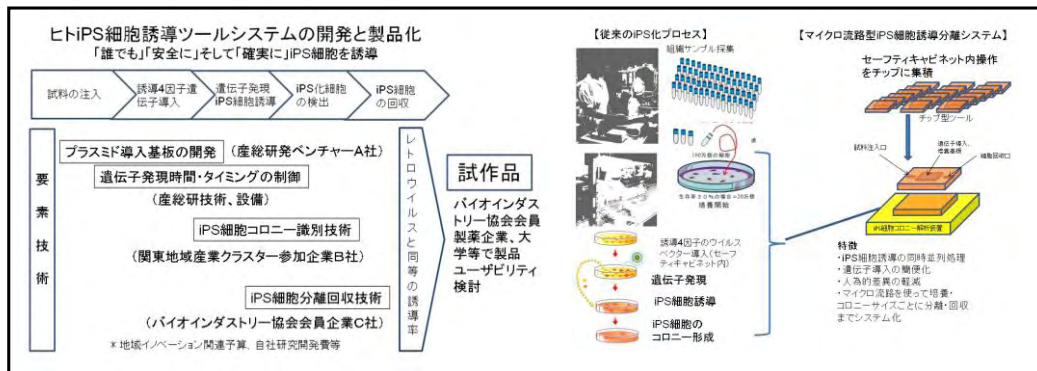 ヒトiPS細胞誘導ツールシステムの開発と製品化
「誰でも」「安全に」そして「確実に」iPS細胞を誘導
試料の注入
誘導4因子遺
伝子導入
遺伝子発現
iPS細胞誘導
iPS化細胞
の検出
iPS細胞
の回収
要素技術
プラスミド導入基板の開発
（産総研発ベンチャーA社）
遺伝子発現時間・タイミングの制御
（産総研技術、設備）
iPS細胞コロニー識別技術
（関東地域産業クラスター参加企業B社）
iPS細胞分離回収技術
（バイオインダストリー協会会員企業C社）
＊地域イノベーション関連予算、自社研究開発費等
レトロウイルスと同等の誘導率
試作品
バイオインダ
ストリー協会会員
製薬企業、大
学等で製品
ユーザビリティ
検討
【従来のiPS化プロセス】
組織サンプル採集
培養開始
誘導4因子のウイルス
ベクター導入（セーフ
ティキャビネット内）
遺伝子発現
iPS細胞誘導
iPS細胞の
コロニー形成
【マイクロ流路型iPS細胞誘導分離システム】
セーフティキャビネット内操作
をチップに集積
チップ型ツール
試料注入口
遺伝子導入、
培養基板
細胞回収口
iPS細胞コロニー解析装置
特徴
・iPS細胞誘導の同時並列処理
・遺伝子導入の簡便化
・人為的差異の軽減
・マイクロ流路を使って培養・
コロニーサイズごとに分離・回収
までシステム化